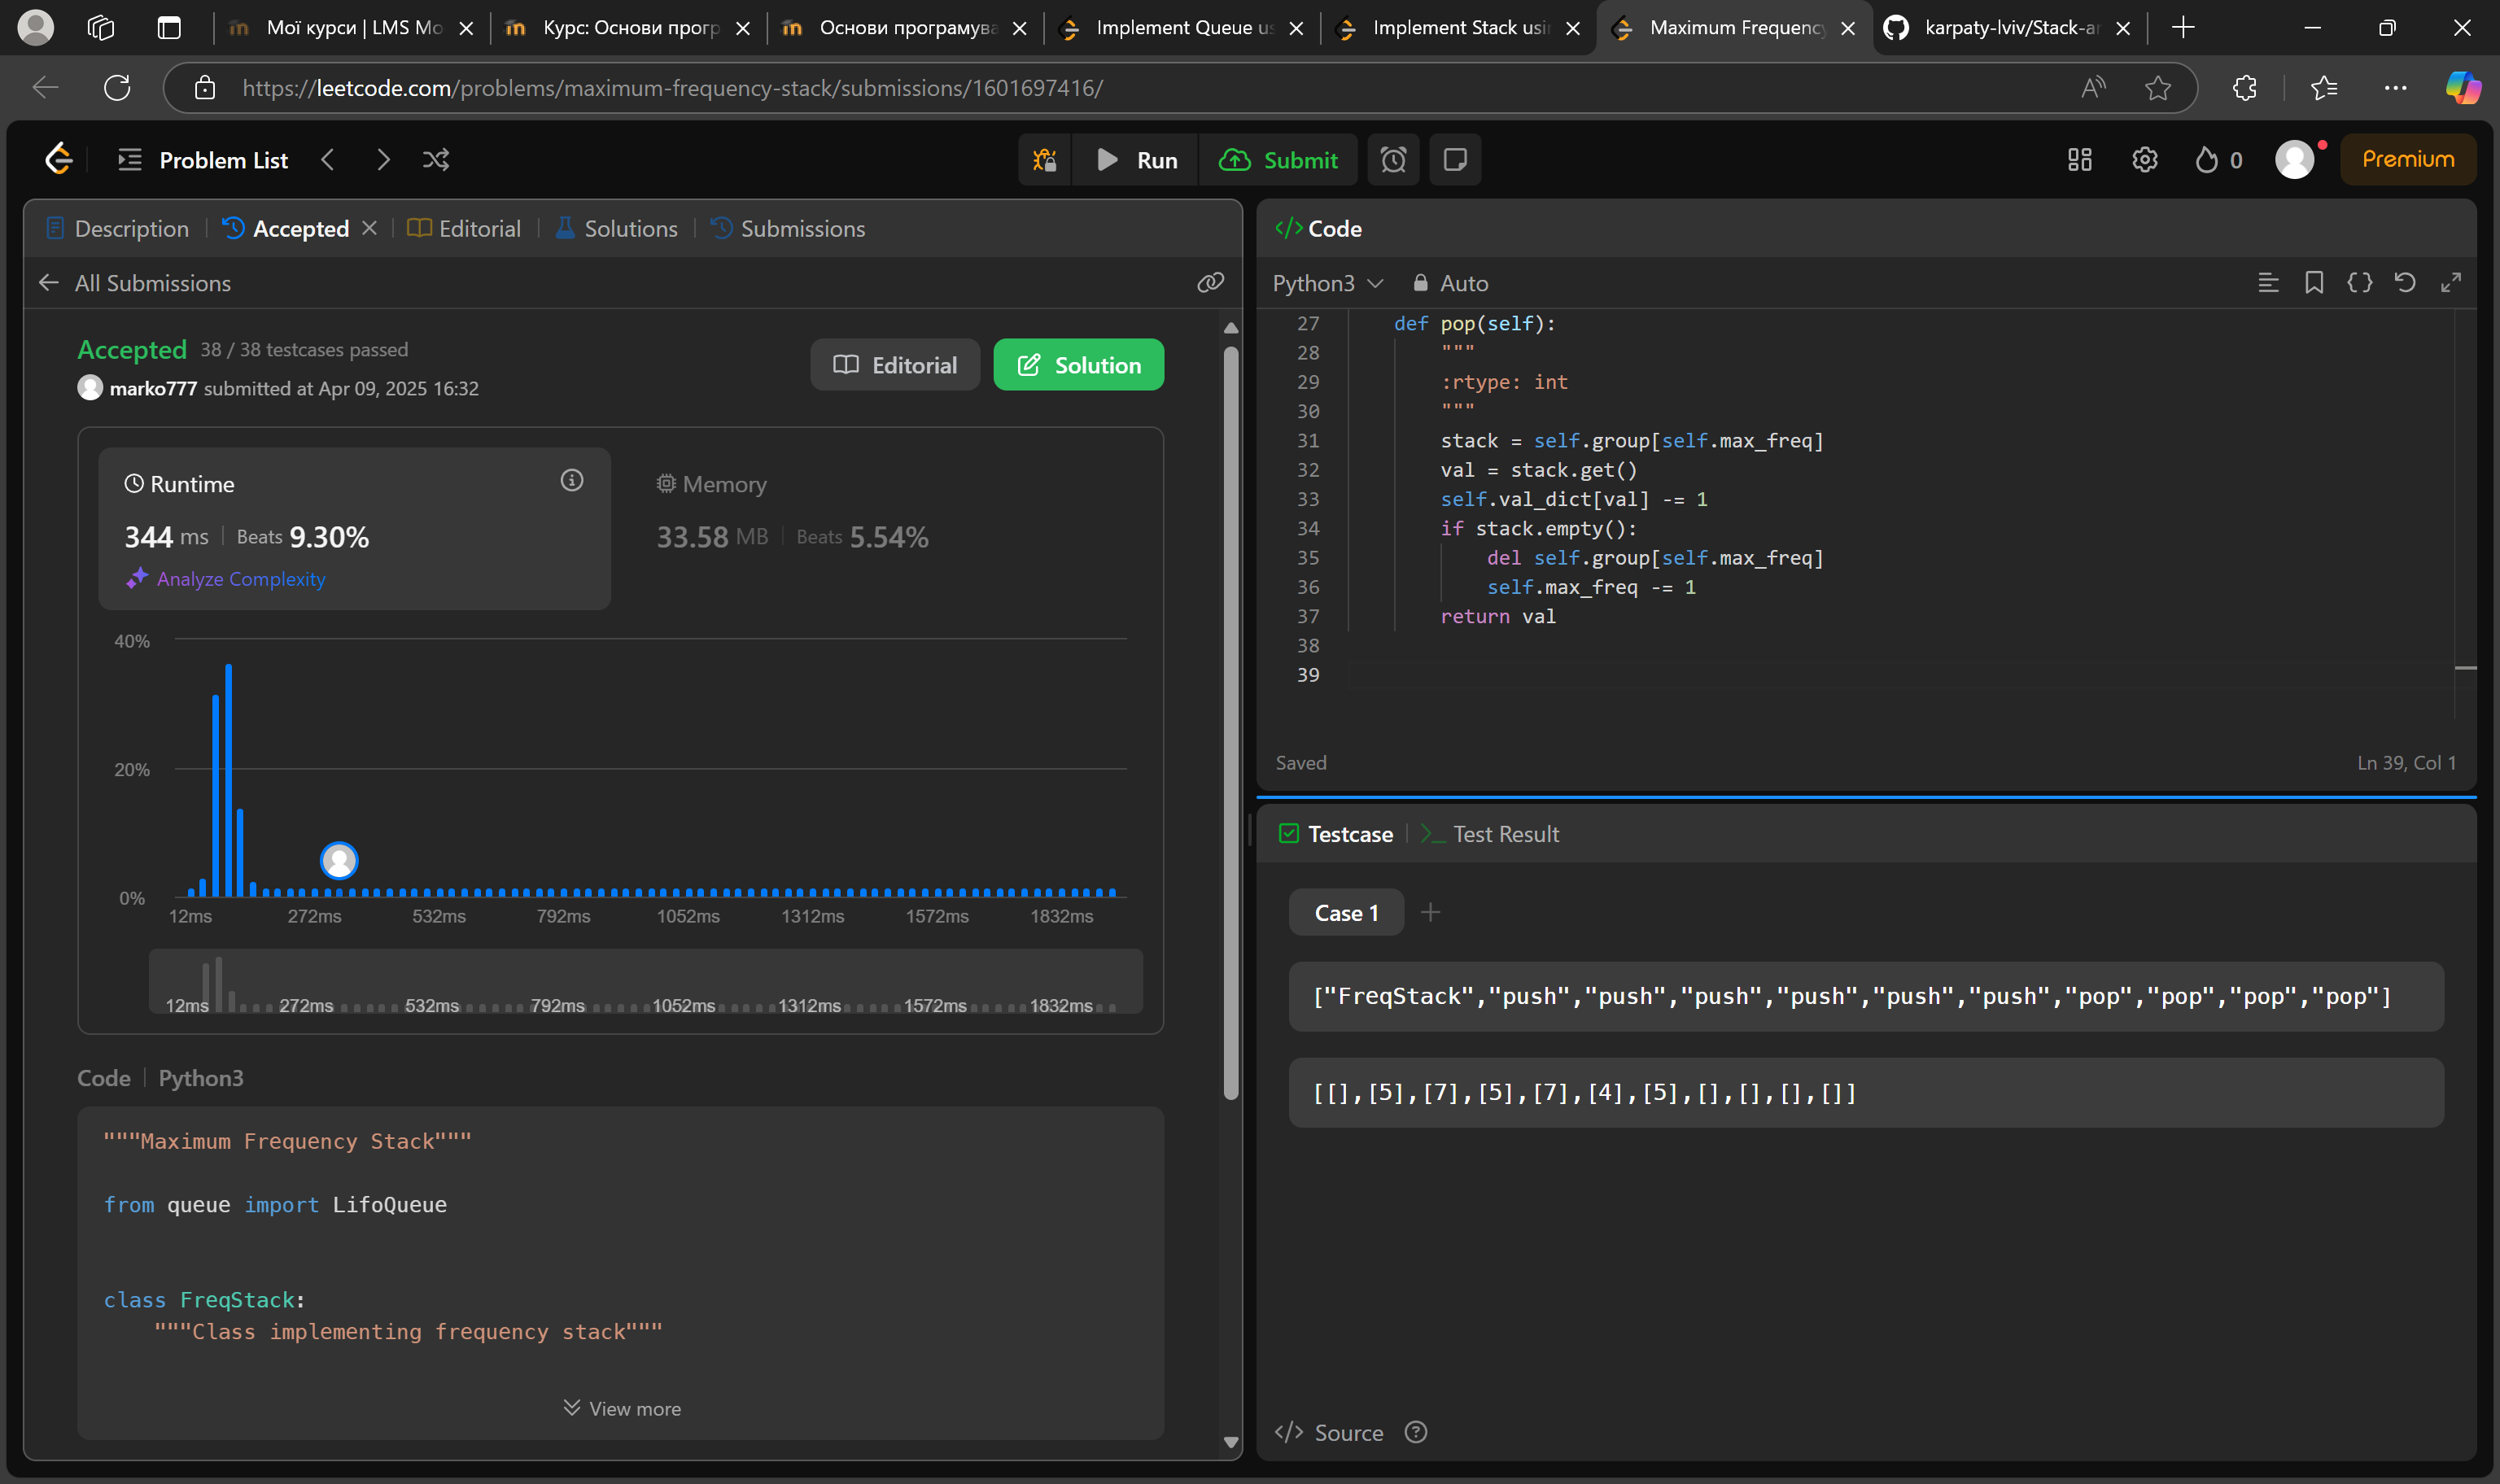 Мої курси | LMS Mo
Курс: Основи прогр
Основи програмува
Implement Queue us
Implement Stack usi
Maximum Frequency
karpaty-lviv/Stack-ar
https://leetcode.com/problems/maximum-frequency-stack/submissions/1601697416/
Problem List
Run
Submit
0
Premium
Description
Accepted
Editorial
Solutions
Submissions
All Submissions
Accepted 38 / 38 testcases passed
marko777 submitted at Apr 09, 2025 16:32
Editorial
Solution
Runtime
344 ms Beats 9.30%
Analyze Complexity
Memory
33.58 MB Beats 5.54%
40%
20%
0%
12ms 272ms 532ms 792ms 1052ms 1312ms 1572ms 1832ms
12ms 272ms 532ms 792ms 1052ms 1312ms 1572ms 1832ms
Code Python3
"""Maximum Frequency Stack"""
from queue import LifoQueue
class FreqStack:
"""Class implementing frequency stack"""
View more
</> Code
Python3 Auto
27 def pop(self):
28 """
29 :rtype: int
30 """
31 stack = self.group[self.max_freq]
32 val = stack.get()
33 self.val_dict[val] -= 1
34 if stack.empty():
35 del self.group[self.max_freq]
36 self.max_freq -= 1
37 return val
38
39
Saved
Ln 39, Col 1
Testcase
>_ Test Result
Case 1
["FreqStack","push","push","push","push","push","push","pop","pop","pop","pop"]
[[],[5],[7],[5],[7],[4],[5],[],[],[],[]]
</> Source